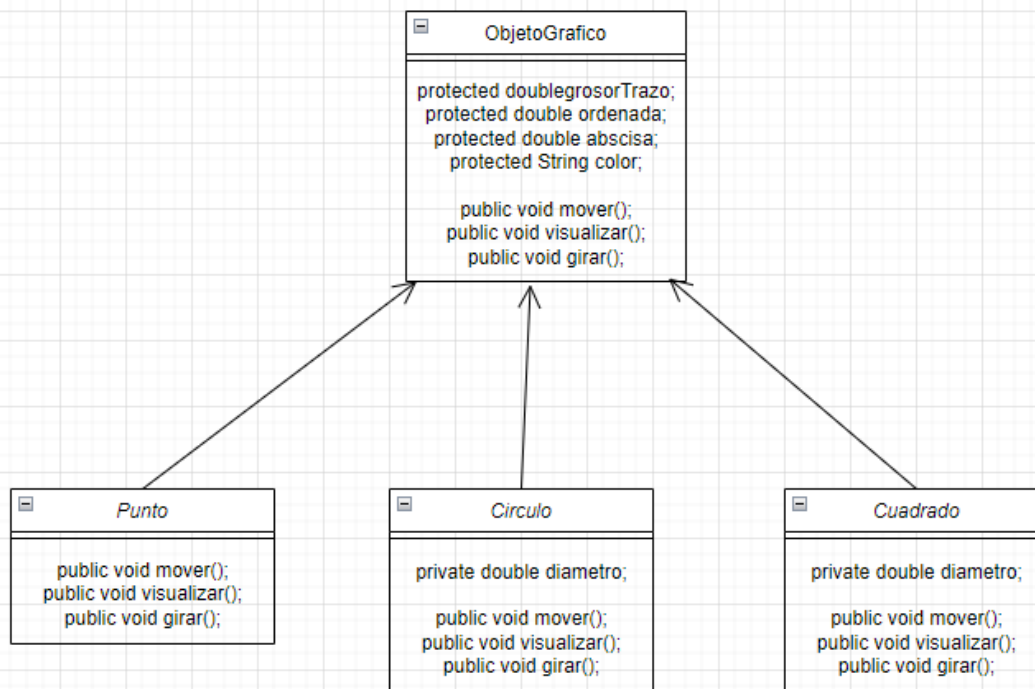 ObjetoGrafico
protected doublegrosorTrazo;
protected double ordenada;
protected double abscisa;
protected String color;
public void mover();
public void visualizar();
public void girar();
Punto
public void mover();
public void visualizar();
public void girar();
Circulo
private double diametro;
public void mover();
public void visualizar();
public void girar();
Cuadrado
private double diametro;
public void mover();
public void visualizar();
public void girar();